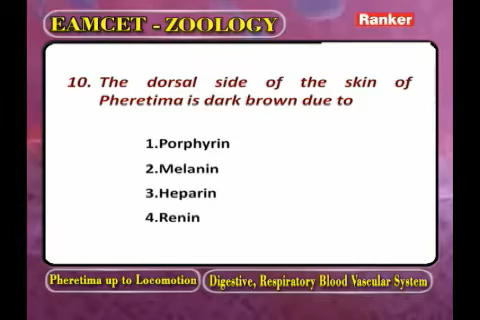 EAMCET - ZOOLOGY
Ranker
10. The dorsal side of the skin of
Pheretima is dark brown due to
1.Porphyrin
2.Melanin
3.Heparin
4.Renin
Pheretima up to Locomotion
Digestive, Respiratory Blood Vascular System